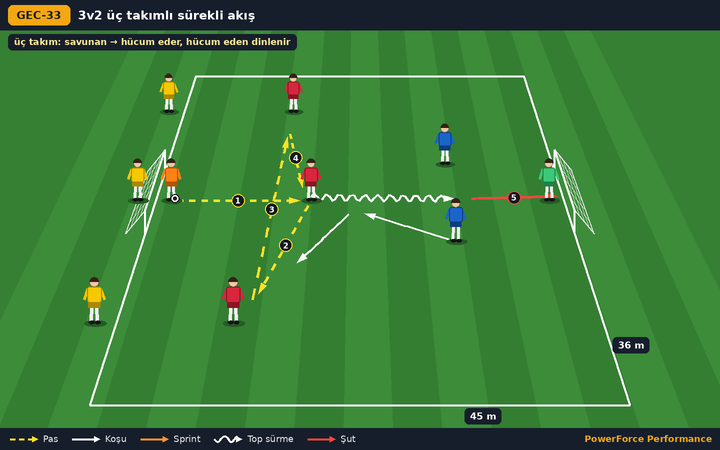 GEC-33 3v2 üç takımlı sürekli akış
üç takım: savunan → hücum eder, hücum eden dinlenir
4
1
3
5
2
36 m
45 m
Pas Koşu Sprint Top sürme Şut PowerForce Performance